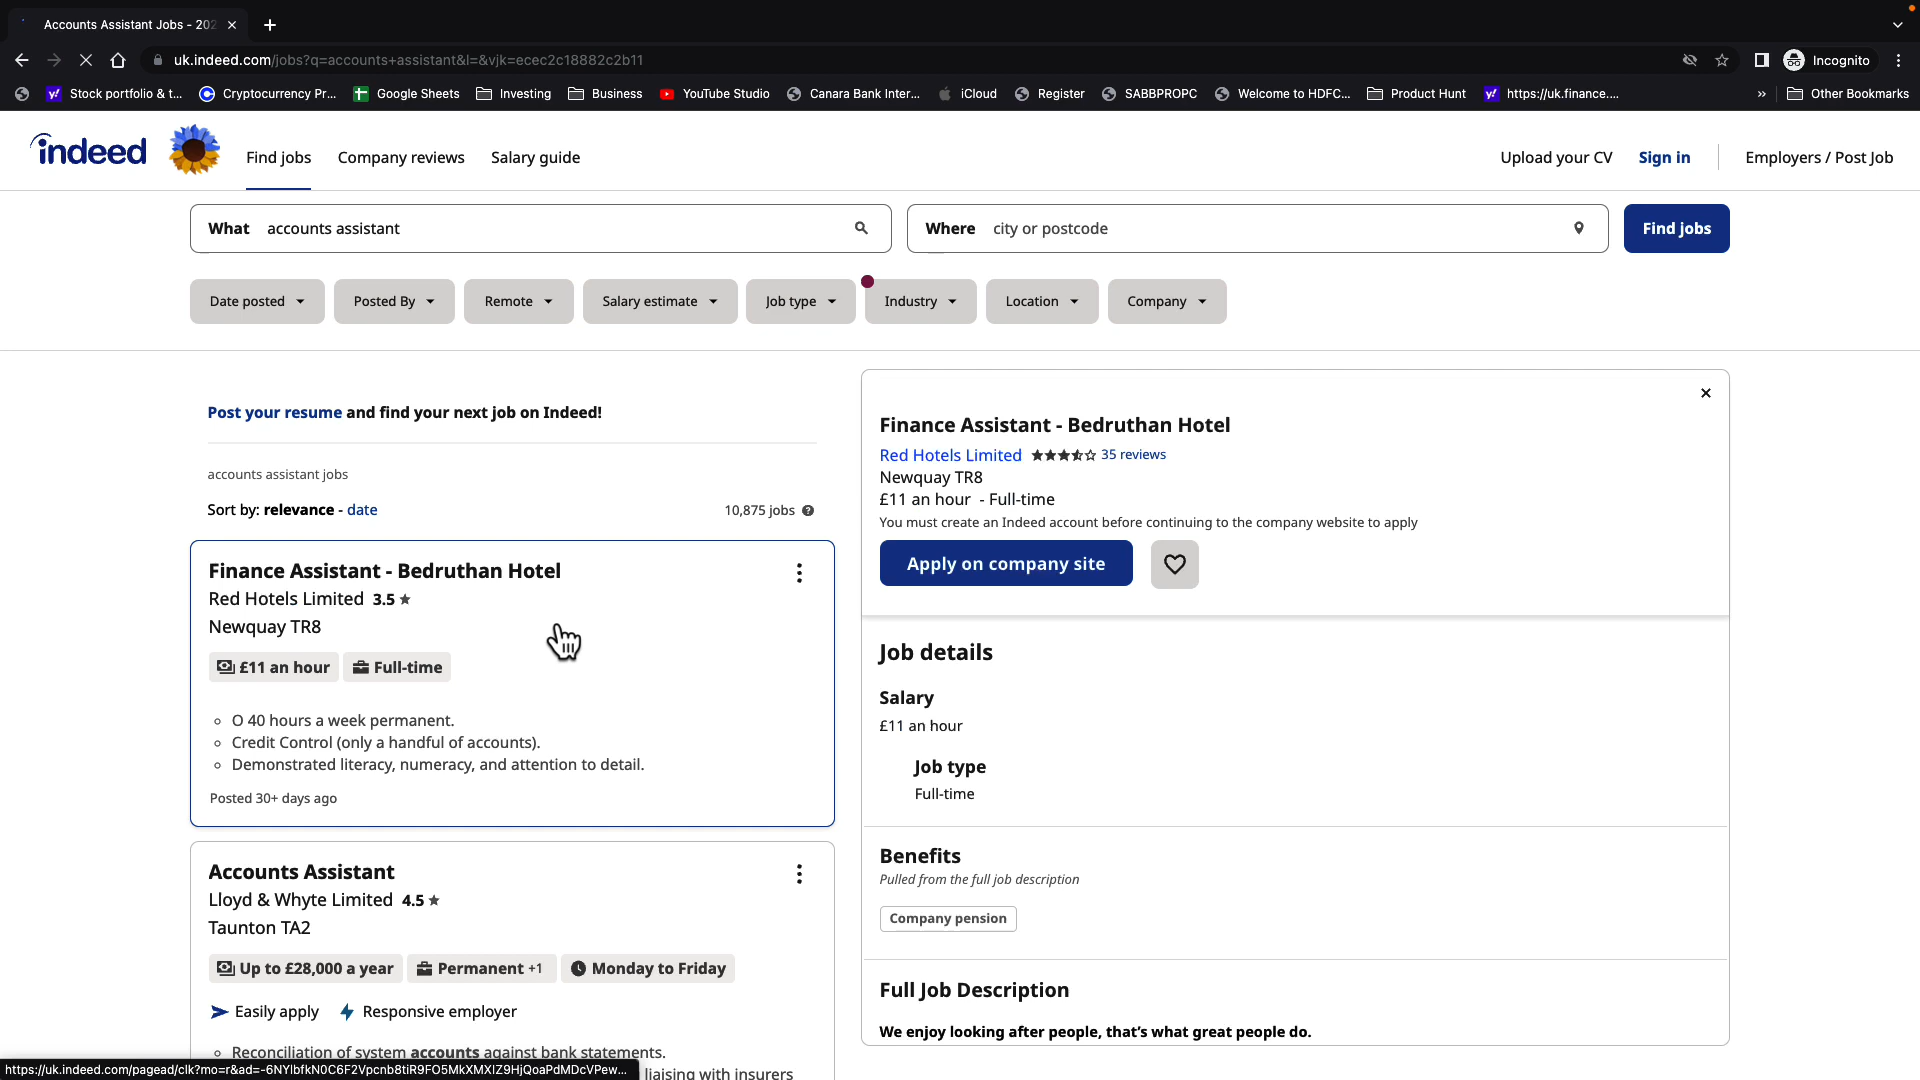 Accounts Assistant Jobs - 202
uk.indeed.com/jobs?q=accounts+assistant&l=&vjk=ecec2c18882c2b11
Incognito
Stock portfolio & t...
Cryptocurrency Pr...
Google Sheets
Investing
Business
YouTube Studio
Canara Bank Inter...
iCloud
Register
SABBPROPC
Welcome to HDFC...
Product Hunt
https://uk.finance....
»
Other Bookmarks
indeed
Find jobs
Company reviews
Salary guide
Upload your CV
Sign in
Employers / Post Job
What accounts assistant
Where city or postcode
Find jobs
Date posted
Posted By
Remote
Salary estimate
Job type
Industry
Location
Company
Post your resume and find your next job on Indeed!
accounts assistant jobs
Sort by: relevance - date
10,875 jobs
Finance Assistant - Bedruthan Hotel
Red Hotels Limited 3.5
Newquay TR8
£11 an hour
Full-time
O 40 hours a week permanent.
Credit Control (only a handful of accounts).
Demonstrated literacy, numeracy, and attention to detail.
Posted 30+ days ago
Accounts Assistant
Lloyd & Whyte Limited 4.5
Taunton TA2
Up to £28,000 a year
Permanent +1
Monday to Friday
Easily apply
Responsive employer
Reconciliation of system accounts against bank statements.
liaising with insurers
https://uk.indeed.com/pagead/clk?mo=r&ad=-6NYlbfkN0C6F2Vpcnb8tiR9FO5MkXMXIZ9HjQoaPdMDcVPew...
Finance Assistant - Bedruthan Hotel
Red Hotels Limited
35 reviews
Newquay TR8
£11 an hour - Full-time
You must create an Indeed account before continuing to the company website to apply
Apply on company site
Job details
Salary
£11 an hour
Job type
Full-time
Benefits
Pulled from the full job description
Company pension
Full Job Description
We enjoy looking after people, that's what great people do.